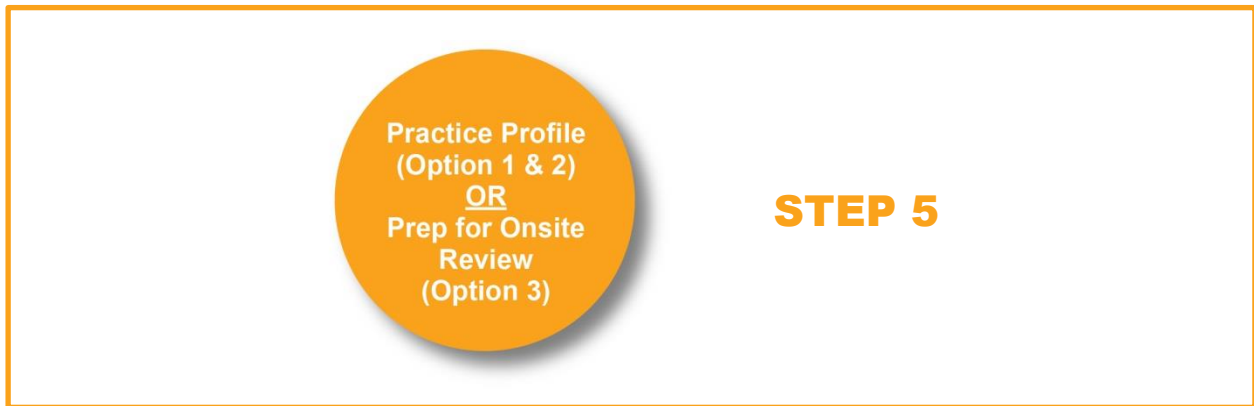 Practice Profile
(Option 1 & 2)
OR
Prep for Onsite
Review
(Option 3)
STEP 5